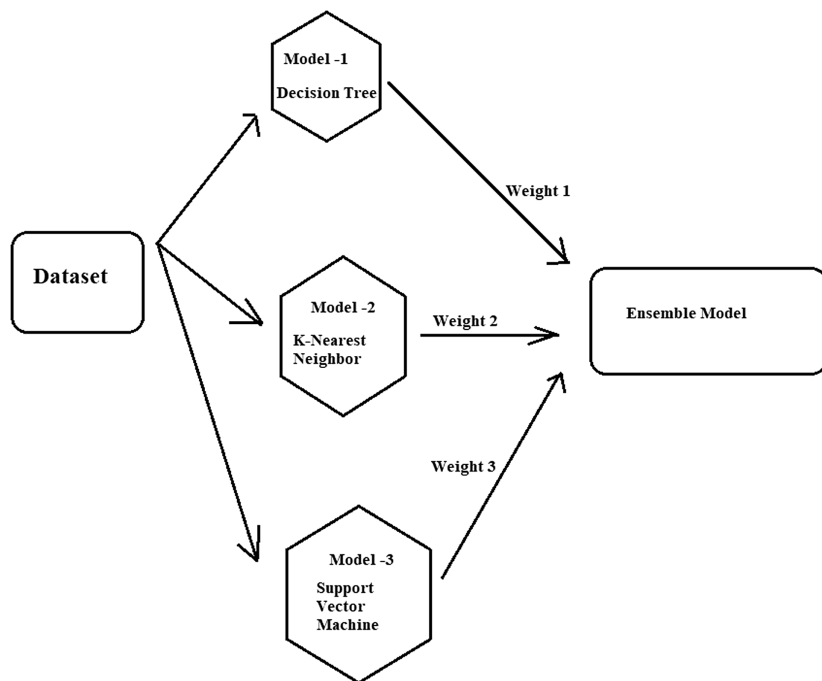 Dataset
Model -1
Decision Tree
Weight 1
Model -2
K-Nearest
Neighbor
Weight 2
Ensemble Model
Weight 3
Model -3
Support
Vector
Machine